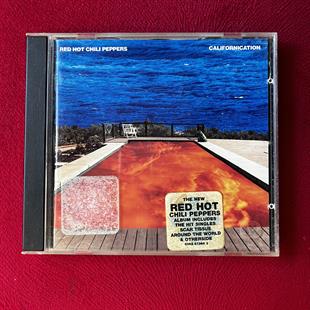 RED HOT CHILI PEPPERS
CALIFORNICATION
THE NEW
RED HOT
CHILI PEPPERS
ALBUM INCLUDES
THE HIT SINGLES
SCAR TISSUE
AROUND THE WORLD
& OTHERSIDE